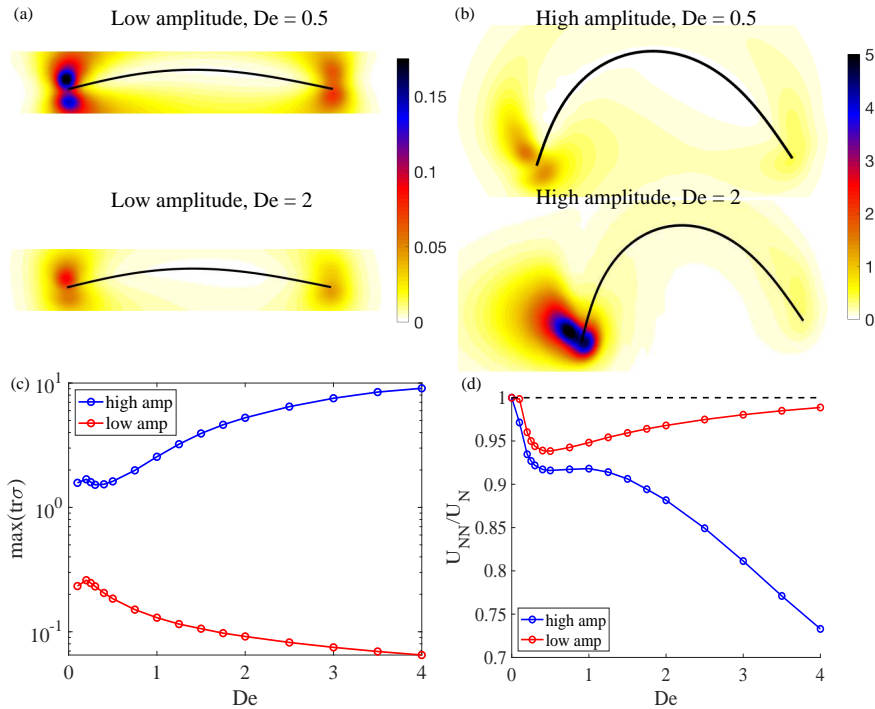 (a)
Low amplitude, De = 0.5
0.15
0.1
0.05
0
Low amplitude, De = 2
(b)
High amplitude, De = 0.5
5
4
3
2
1
0
High amplitude, De = 2
(c)
high amp
low amp
10^1
10^0
10^-1
max(trσ)
0 1 2 3 4
De
(d)
1
0.95
0.9
0.85
0.8
0.75
0.7
U_NN/U_N
high amp
low amp
0 1 2 3 4
De